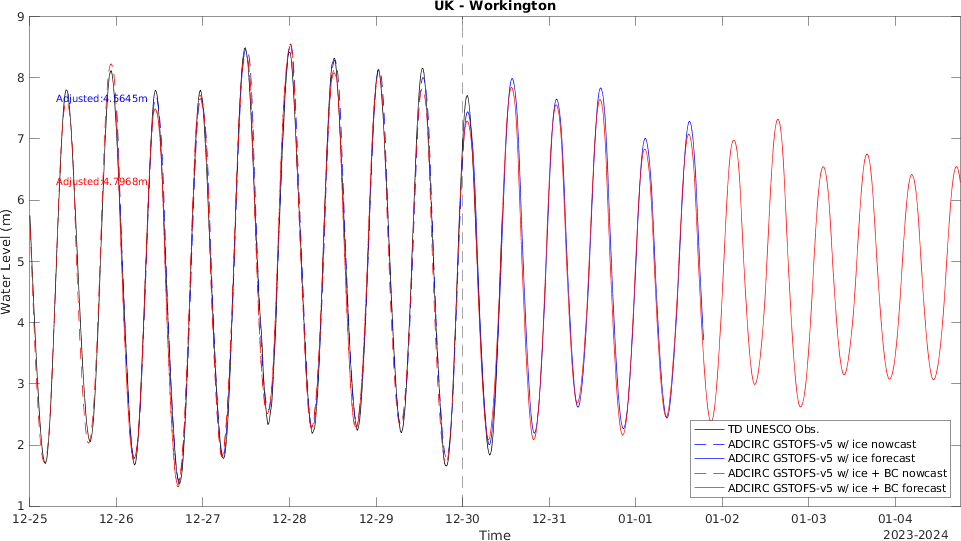 UK - Workington
9
8
7
6
5
4
3
2
1
Water Level (m)
Adjusted:4.5645m
Adjusted:4.7968m
TD UNESCO Obs.
ADCIRC GSTOFS-v5 w/ ice nowcast
ADCIRC GSTOFS-v5 w/ ice forecast
ADCIRC GSTOFS-v5 w/ ice + BC nowcast
ADCIRC GSTOFS-v5 w/ ice + BC forecast
12-25 12-26 12-27 12-28 12-29 12-30 12-31 01-01 01-02 01-03 01-04
Time
2023-2024